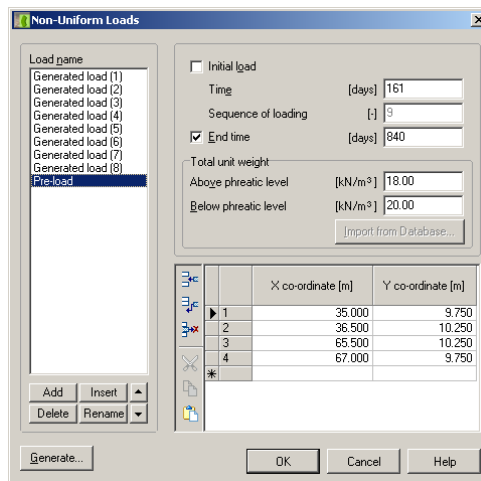 Non-Uniform Loads
Load name
Generated load (1)
Generated load (2)
Generated load (3)
Generated load (4)
Generated load (5)
Generated load (6)
Generated load (7)
Generated load (8)
Pre-load
Add Insert
Delete Rename
Initial load
Time [days] 161
Sequence of loading [-] 9
End time [days] 840
Total unit weight
Above phreatic level [kN/m³] 18.00
Below phreatic level [kN/m³] 20.00
Import from Database...
X co-ordinate [m] Y co-ordinate [m]
1 35.000 9.750
2 36.500 10.250
3 65.500 10.250
4 67.000 9.750
Generate... OK Cancel Help